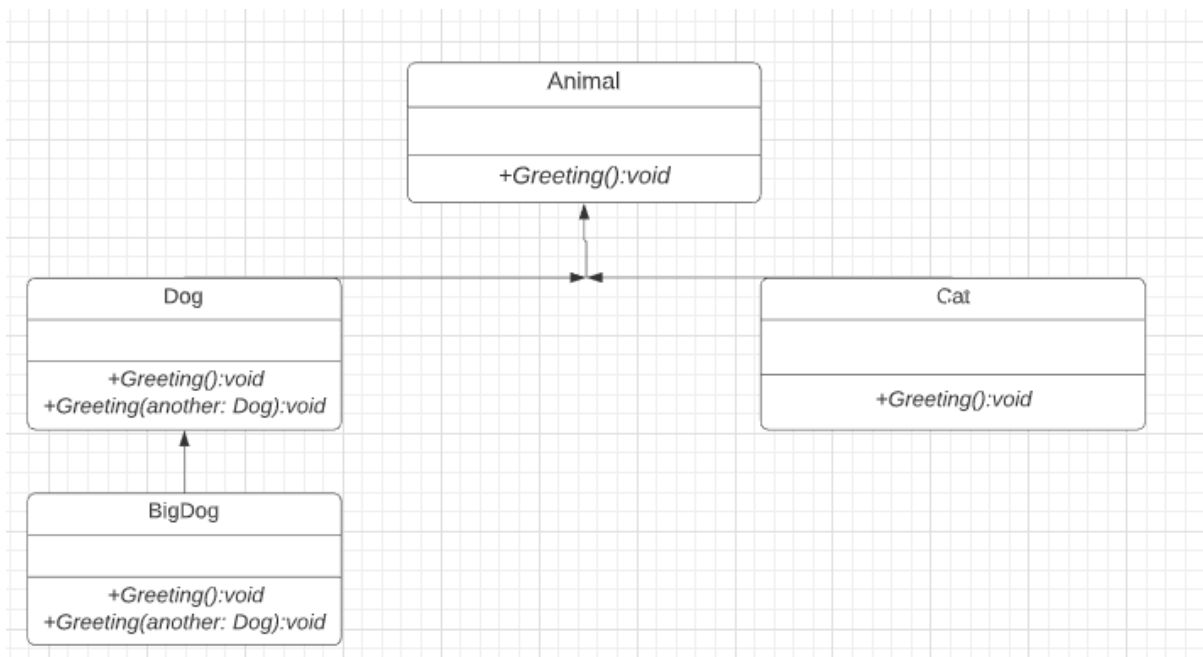 Animal
+Greeting():void
Dog
+Greeting():void
+Greeting(another: Dog):void
Cat
+Greeting():void
BigDog
+Greeting():void
+Greeting(another: Dog):void